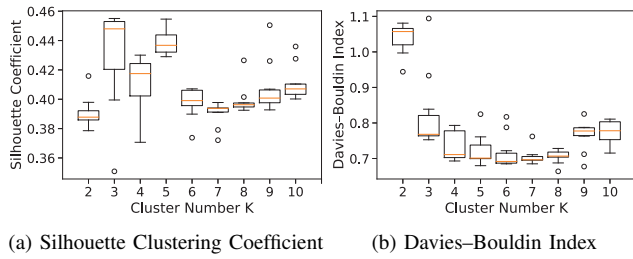 0.46
0.44
0.42
0.40
0.38
0.36
Silhouette Coefficient
2 3 4 5 6 7 8 9 10
Cluster Number K
(a) Silhouette Clustering Coefficient
1.1
1.0
0.9
0.8
0.7
Davies–Bouldin Index
2 3 4 5 6 7 8 9 10
Cluster Number K
(b) Davies–Bouldin Index